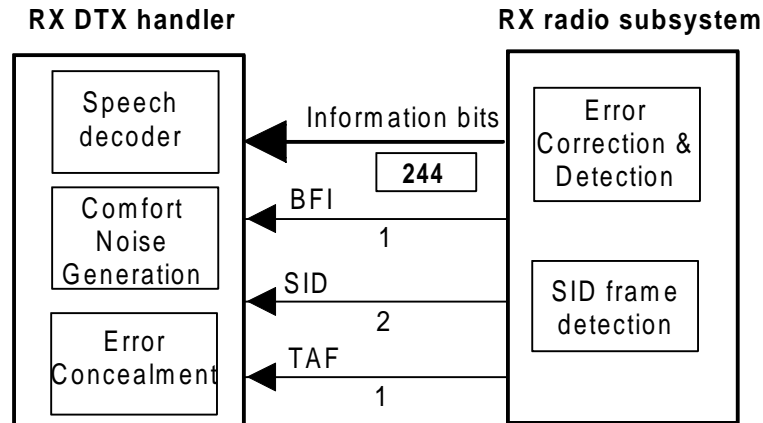 RX DTX handler
RX radio subsystem
Speech
decoder
Information bits
244
Error
Correction &
Detection
BFI
1
Comfort
Noise
Generation
SID
2
SID frame
detection
Error
Concealment
TAF
1